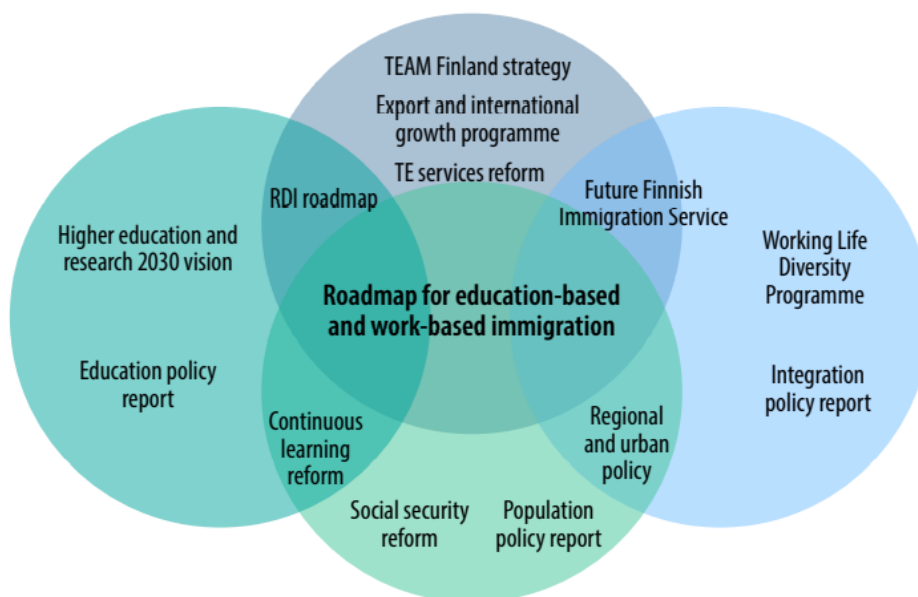 TEAM Finland strategy
Export and international
growth programme
TE services reform
RDI roadmap
Future Finnish
Immigration Service
Higher education and
research 2030 vision
Working Life
Diversity
Programme
Roadmap for education-based
and work-based immigration
Education policy
report
Integration
policy report
Continuous
learning
reform
Regional
and urban
policy
Social security
reform
Population
policy report